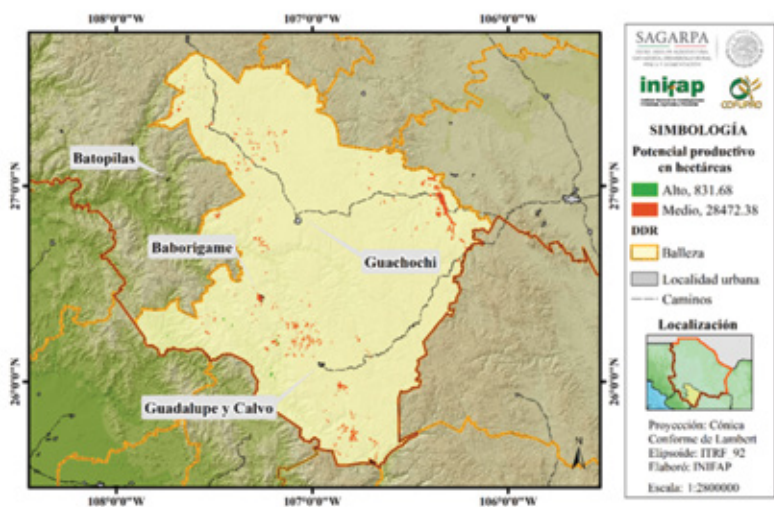 108°0'0"W
107°0'0"W
106°0'0"W
27°0'0"N
26°0'0"N
Batopilas
Baborigame
Guachochi
Guadalupe y Calvo
27°0'0"N
26°0'0"N
108°0'0"W
107°0'0"W
106°0'0"W
N
SAGARPA
inifap
COFUPRO
SIMBOLOGÍA
Potencial productivo
en hectárcas
Alto, 831.68
Medio, 28472.38
DDR
Balleza
Localidad urbana
Caminos
Localización
Proyección: Cónica
Conforme de Lambert
Elipsoide: ITRF_92
Elaboró: INIFAP
Escala: 1:2800000